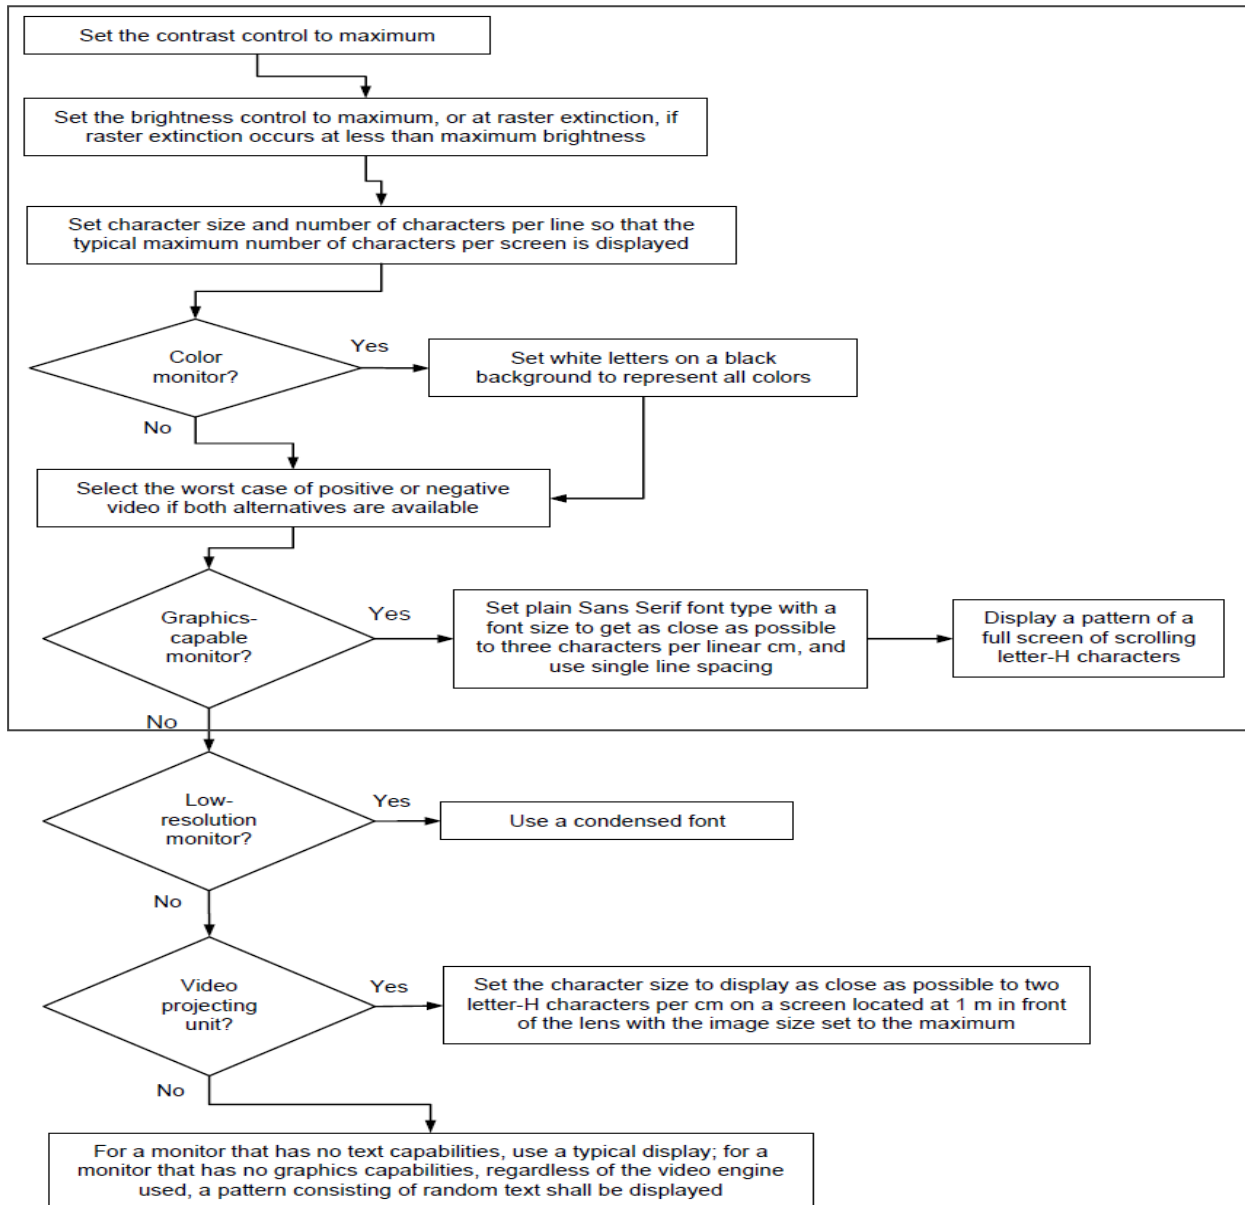 Set the contrast control to maximum
Set the brightness control to maximum, or at raster extinction, if
raster extinction occurs at less than maximum brightness
Set character size and number of characters per line so that the
typical maximum number of characters per screen is displayed
Color
monitor?
Yes
Set white letters on a black
background to represent all colors
No
Select the worst case of positive or negative
video if both alternatives are available
Graphics-
capable
monitor?
Yes
Set plain Sans Serif font type with a
font size to get as close as possible
to three characters per linear cm, and
use single line spacing
Display a pattern of a
full screen of scrolling
letter-H characters
No
Low-
resolution
monitor?
Yes
Use a condensed font
No
Video
projecting
unit?
Yes
Set the character size to display as close as possible to two
letter-H characters per cm on a screen located at 1 m in front
of the lens with the image size set to the maximum
No
For a monitor that has no text capabilities, use a typical display; for a
monitor that has no graphics capabilities, regardless of the video engine
used, a pattern consisting of random text shall be displayed